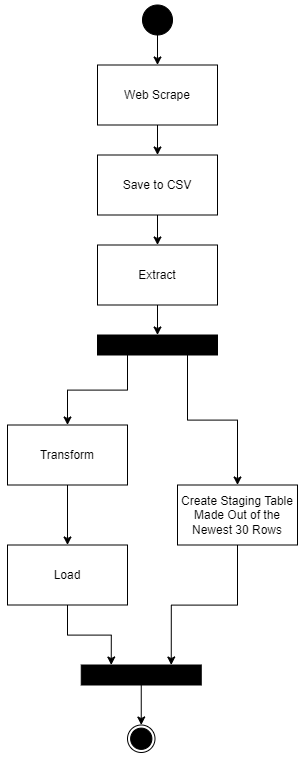 Web Scrape
Save to CSV
Extract
Transform
Create Staging Table
Made Out of the
Newest 30 Rows
Load